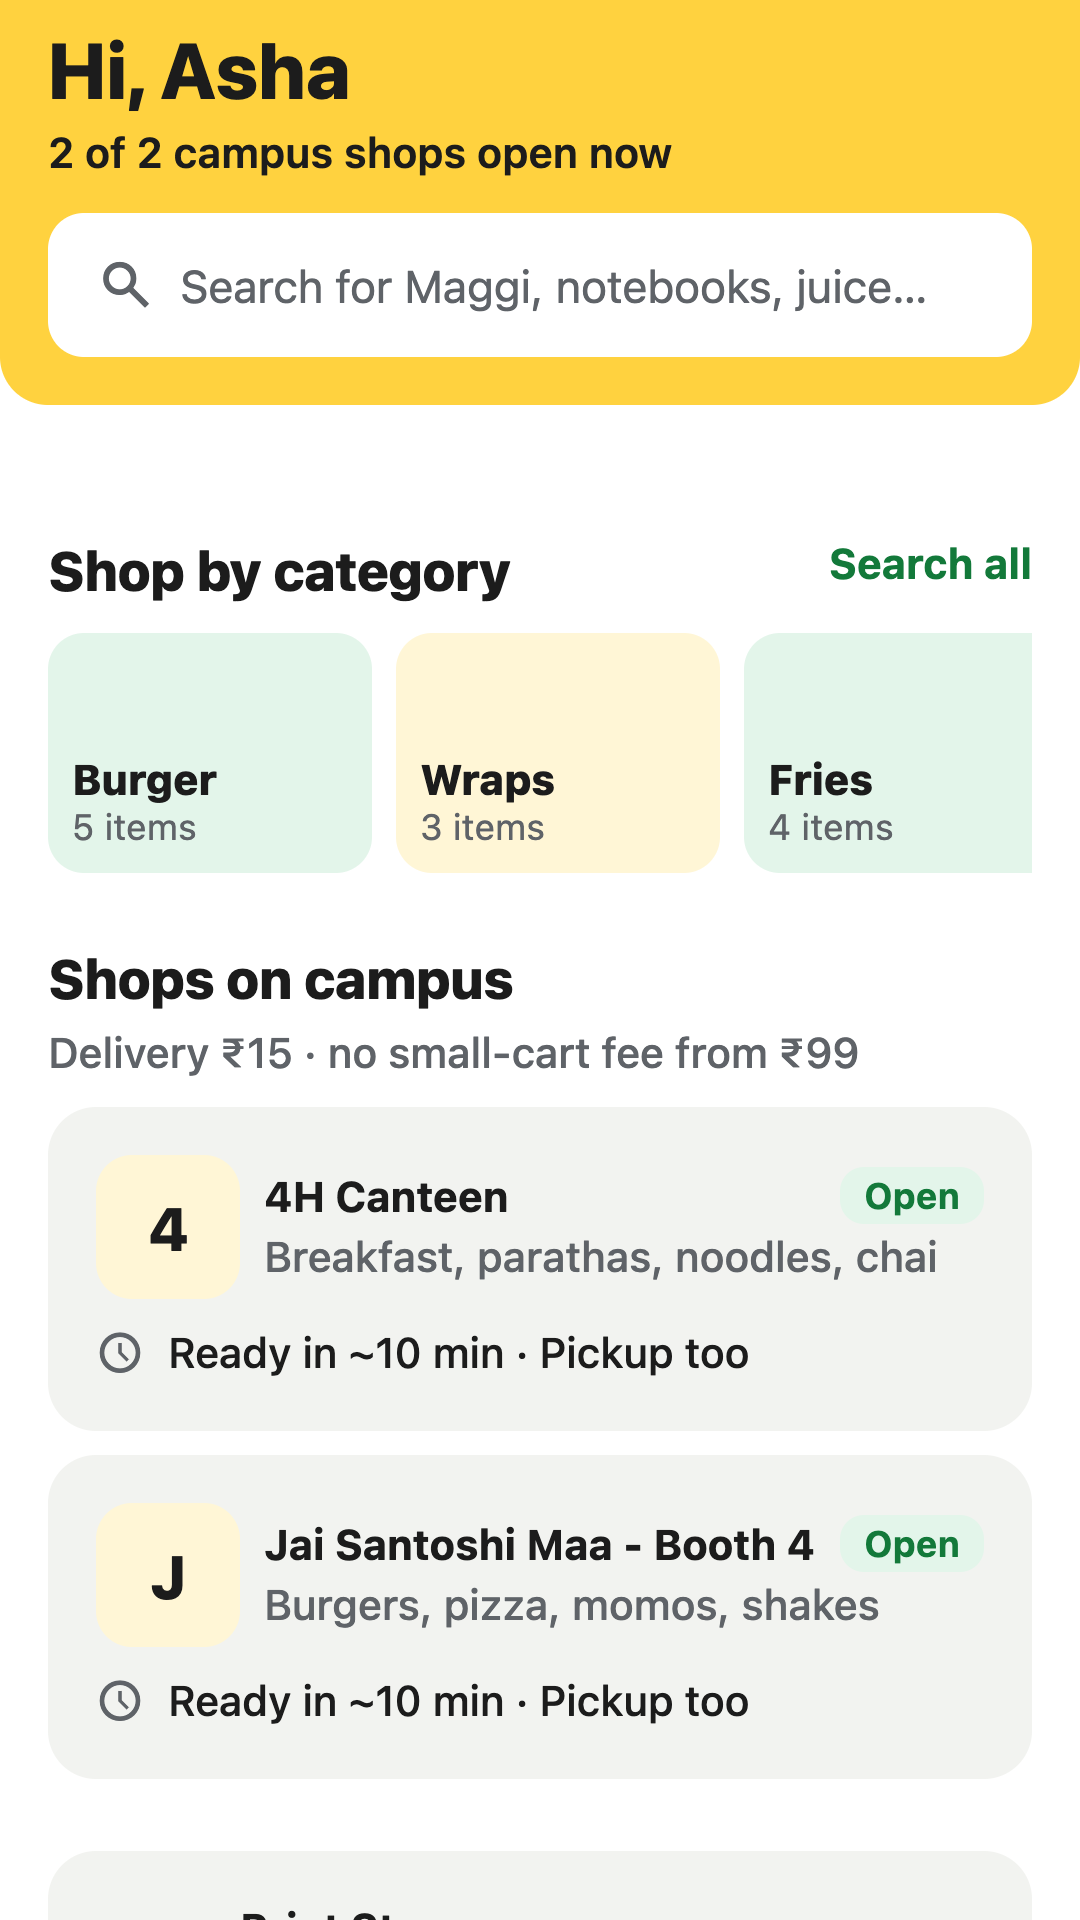 Hi, Asha
2 of 2 campus shops open now
Search for Maggi, notebooks, juice...
Shop by category
Search all
Burger
5 items
Wraps
3 items
Fries
4 items
Shops on campus
Delivery ₹15 · no small-cart fee from ₹99
4
4H Canteen
Open
Breakfast, parathas, noodles, chai
Ready in ~10 min · Pickup too
J
Jai Santoshi Maa - Booth 4
Open
Burgers, pizza, momos, shakes
Ready in ~10 min · Pickup too